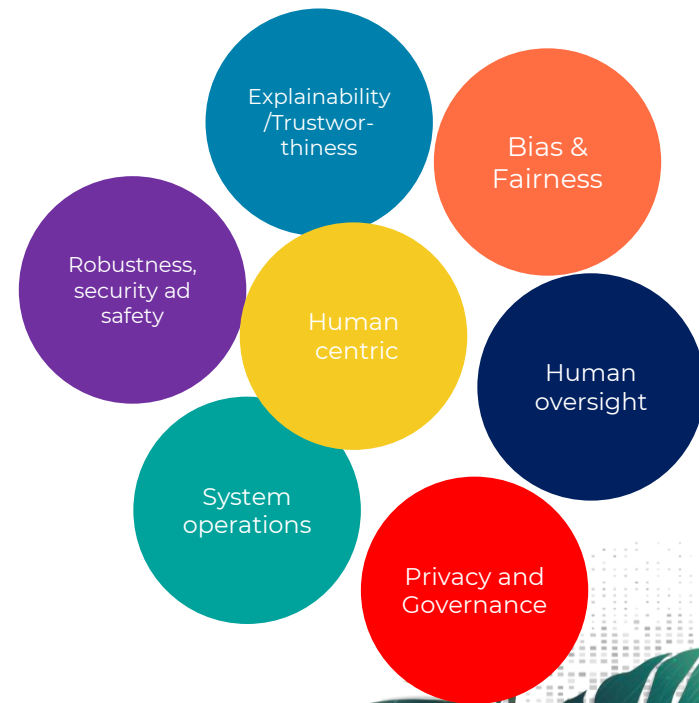 Explainability
/Trustwor-
thiness
Bias &
Fairness
Robustness,
security ad
safety
Human
centric
Human
oversight
System
operations
Privacy and
Governance